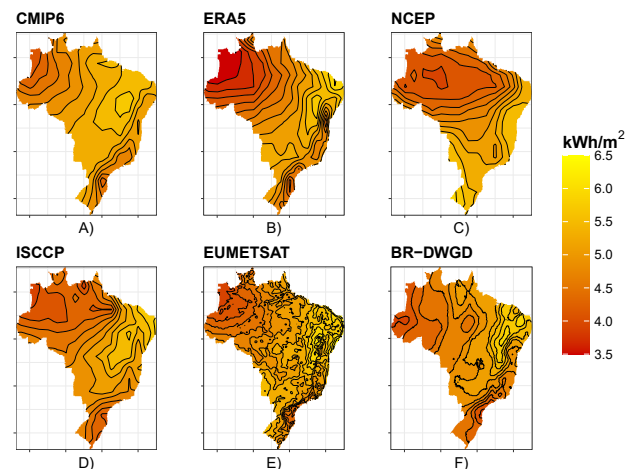 CMIP6
ERA5
NCEP
A)
B)
C)
kWh/m²
6.5
6.0
5.5
5.0
4.5
4.0
3.5
ISCCP
EUMETSAT
BR−DWGD
D)
E)
F)